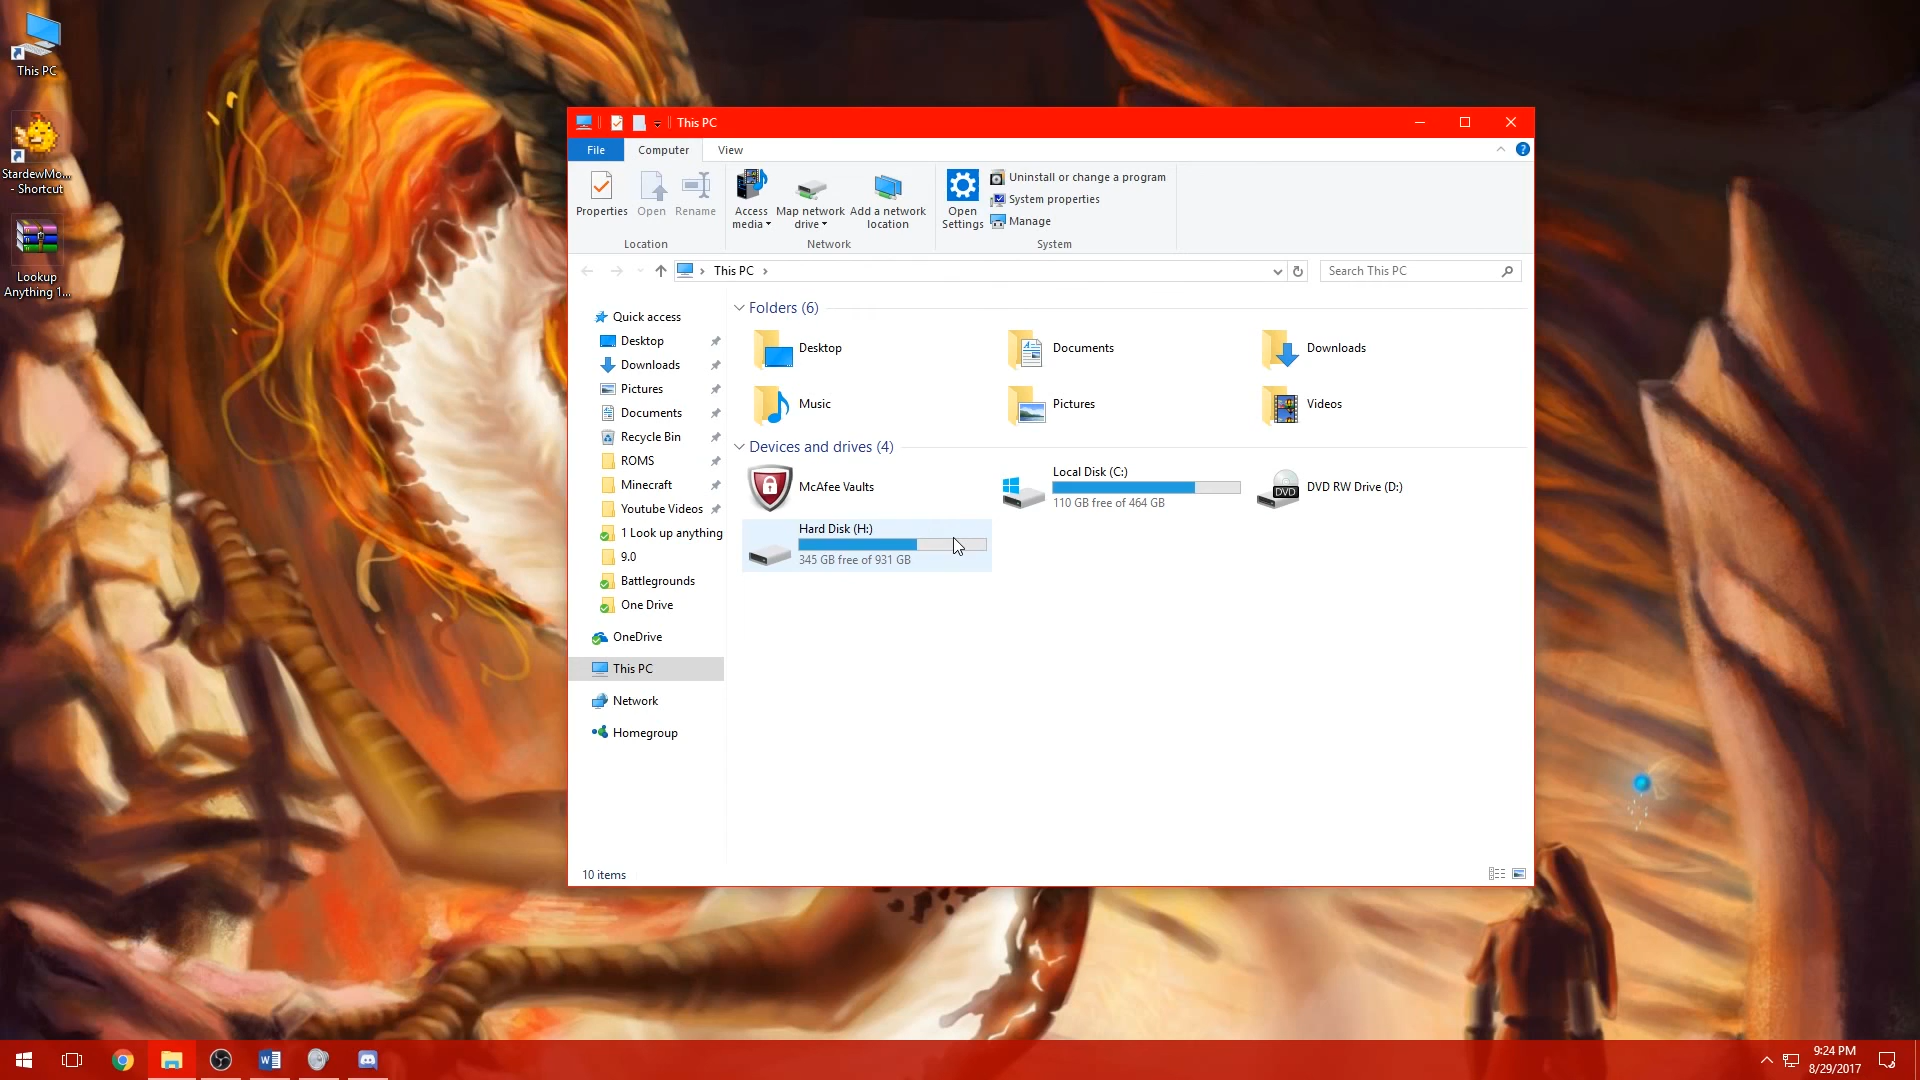 This PC
StardewMo...
- Shortcut
Lookup
Anything 1...
This PC
File
Computer
View
Properties
Open
Rename
Location
Access
media
Map network
drive
Add a network
location
Network
Open
Settings
Uninstall or change a program
System properties
Manage
System
This PC
Search This PC
Quick access
Desktop
Downloads
Pictures
Documents
Recycle Bin
ROMS
Minecraft
Youtube Videos
1 Look up anything
9.0
Battlegrounds
One Drive
OneDrive
This PC
Network
Homegroup
Folders (6)
Desktop
Documents
Downloads
Music
Pictures
Videos
Devices and drives (4)
McAfee Vaults
Local Disk (C:)
110 GB free of 464 GB
DVD
DVD RW Drive (D:)
Hard Disk (H:)
345 GB free of 931 GB
10 items
9:24 PM
8/29/2017